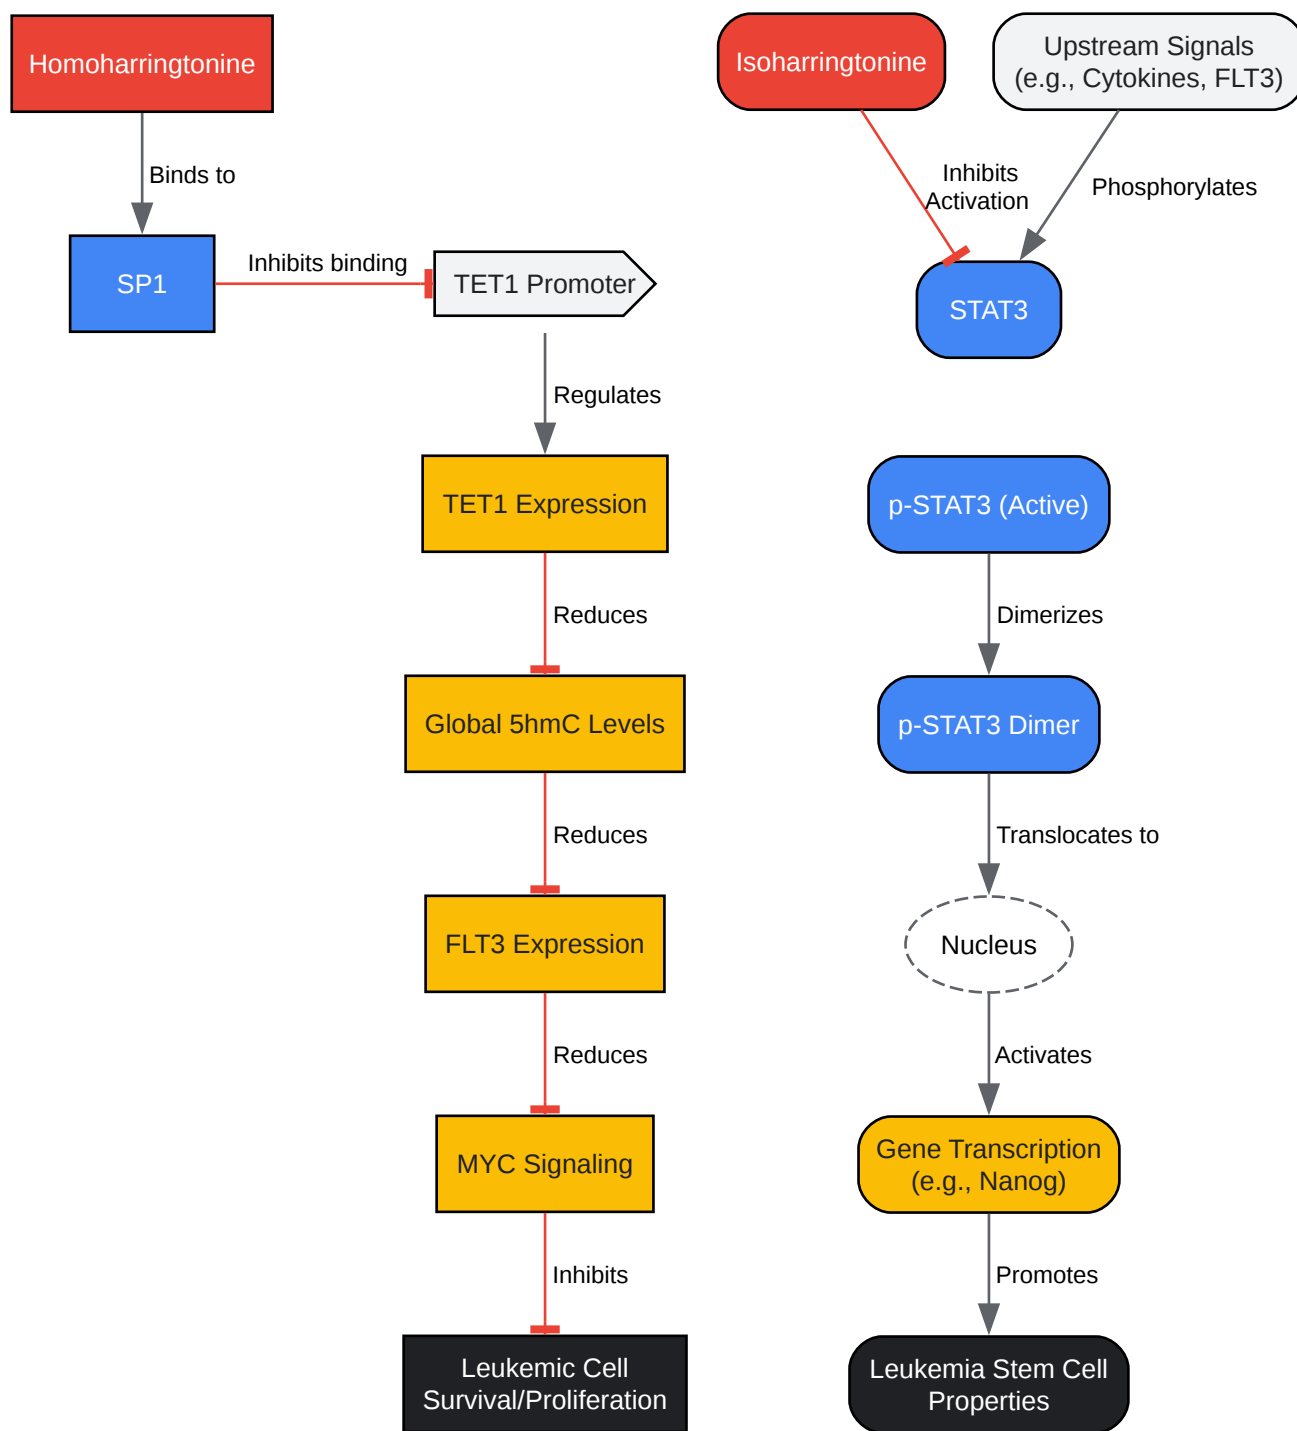 Homoharringtonine
Isoharringtonine
Upstream Signals
(e.g., Cytokines, FLT3)
Binds to
Inhibits
Activation
Phosphorylates
SP1
Inhibits binding
TET1 Promoter
STAT3
Regulates
TET1 Expression
p-STAT3 (Active)
Reduces
Dimerizes
Global 5hmC Levels
p-STAT3 Dimer
Reduces
Translocates to
FLT3 Expression
Nucleus
Reduces
Activates
MYC Signaling
Gene Transcription
(e.g., Nanog)
Inhibits
Promotes
Leukemic Cell
Survival/Proliferation
Leukemia Stem Cell
Properties